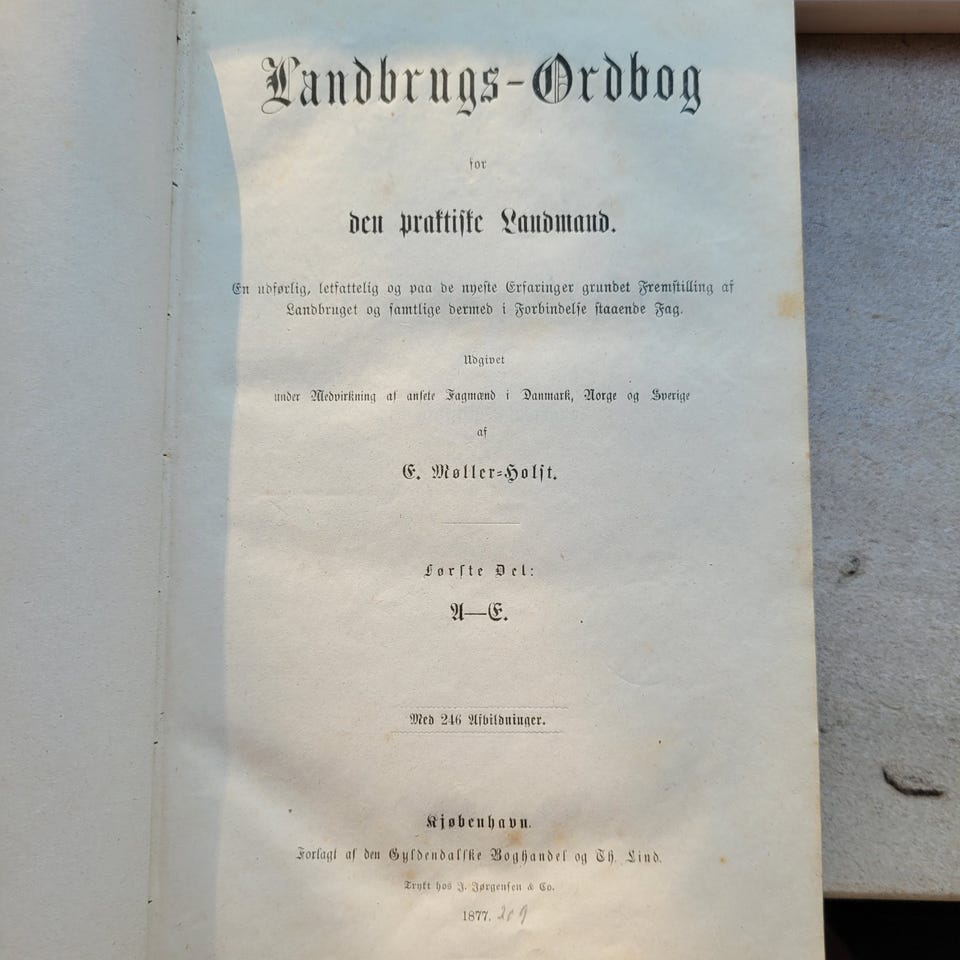 Landbrugs-Ordbog
for
den praktiske Landmand.
En udførlig, letfattelig og paa de nyeste Erfaringer grundet Fremstilling af
Landbruget og samtlige dermed i Forbindelse staaende Fag.
Udgivet
under Medvirkning af ansete Fagmænd i Danmark, Norge og Sverige
af
E. Møller-Holst.
Første Del:
A—E.
Med 246 Afbildninger.
Kjøbenhavn.
Forlagt af den Gyldendalske Boghandel og Th. Lind.
Trykt hos J. Jørgensen & Co.
1877. 209